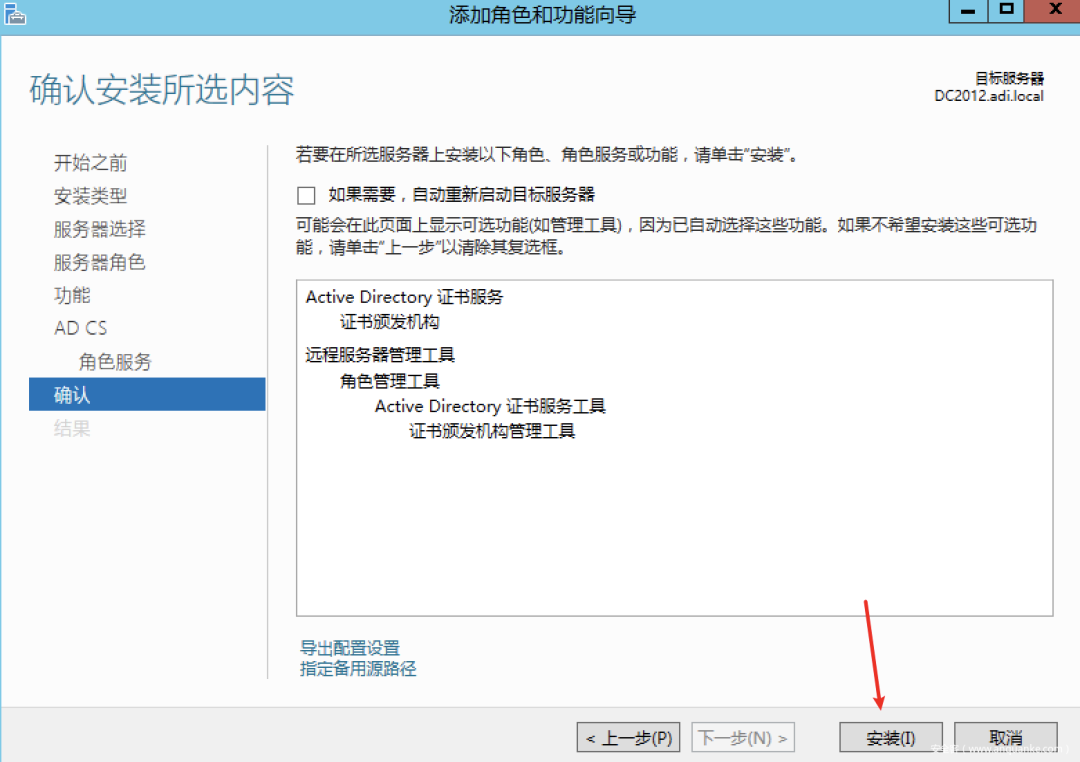 添加角色和功能向导
确认安装所选内容
目标服务器
DC2012.adi.local
开始之前
安装类型
服务器选择
服务器角色
功能
AD CS
角色服务
确认
结果
若要在所选服务器上安装以下角色、角色服务或功能，请单击"安装"。
如果需要，自动重新启动目标服务器
可能会在此页面上显示可选功能(如管理工具)，因为已自动选择这些功能。如果不希望安装这些可选功
能，请单击"上一步"以清除其复选框。
Active Directory 证书服务
证书颁发机构
远程服务器管理工具
角色管理工具
Active Directory 证书服务工具
证书颁发机构管理工具
导出配置设置
指定备用源路径
< 上一步(P)
下一步(N) >
安装(I)
取消